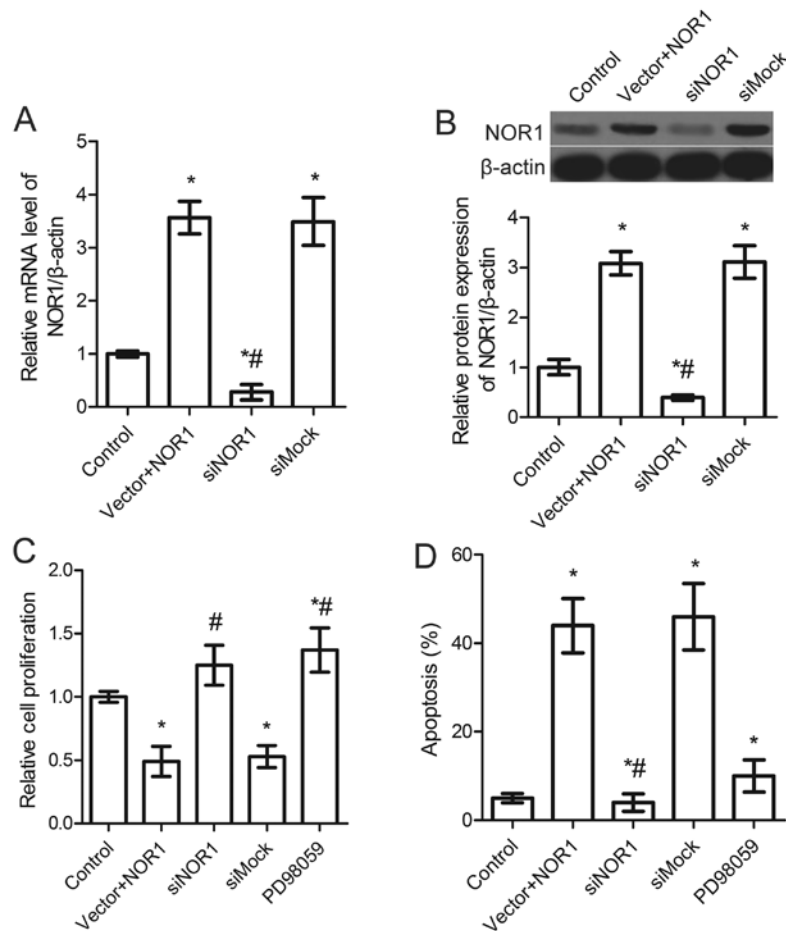 A
Relative mRNA level of
NOR1/β-actin
5
4
3
2
1
0
*
*#
*
Control
Vector+NOR1
siNOR1
siMock
B
Control
Vector+NOR1
siNOR1
siMock
NOR1
β-actin
Relative protein expression
of NOR1/β-actin
4
3
2
1
0
*
*#
*
Control
Vector+NOR1
siNOR1
siMock
C
Relative cell proliferation
2.0
1.5
1.0
0.5
0.0
*
#
*
*#
Control
Vector+NOR1
siNOR1
siMock
PD98059
D
Apoptosis (%)
60
40
20
0
*
*#
*
*
Control
Vector+NOR1
siNOR1
siMock
PD98059